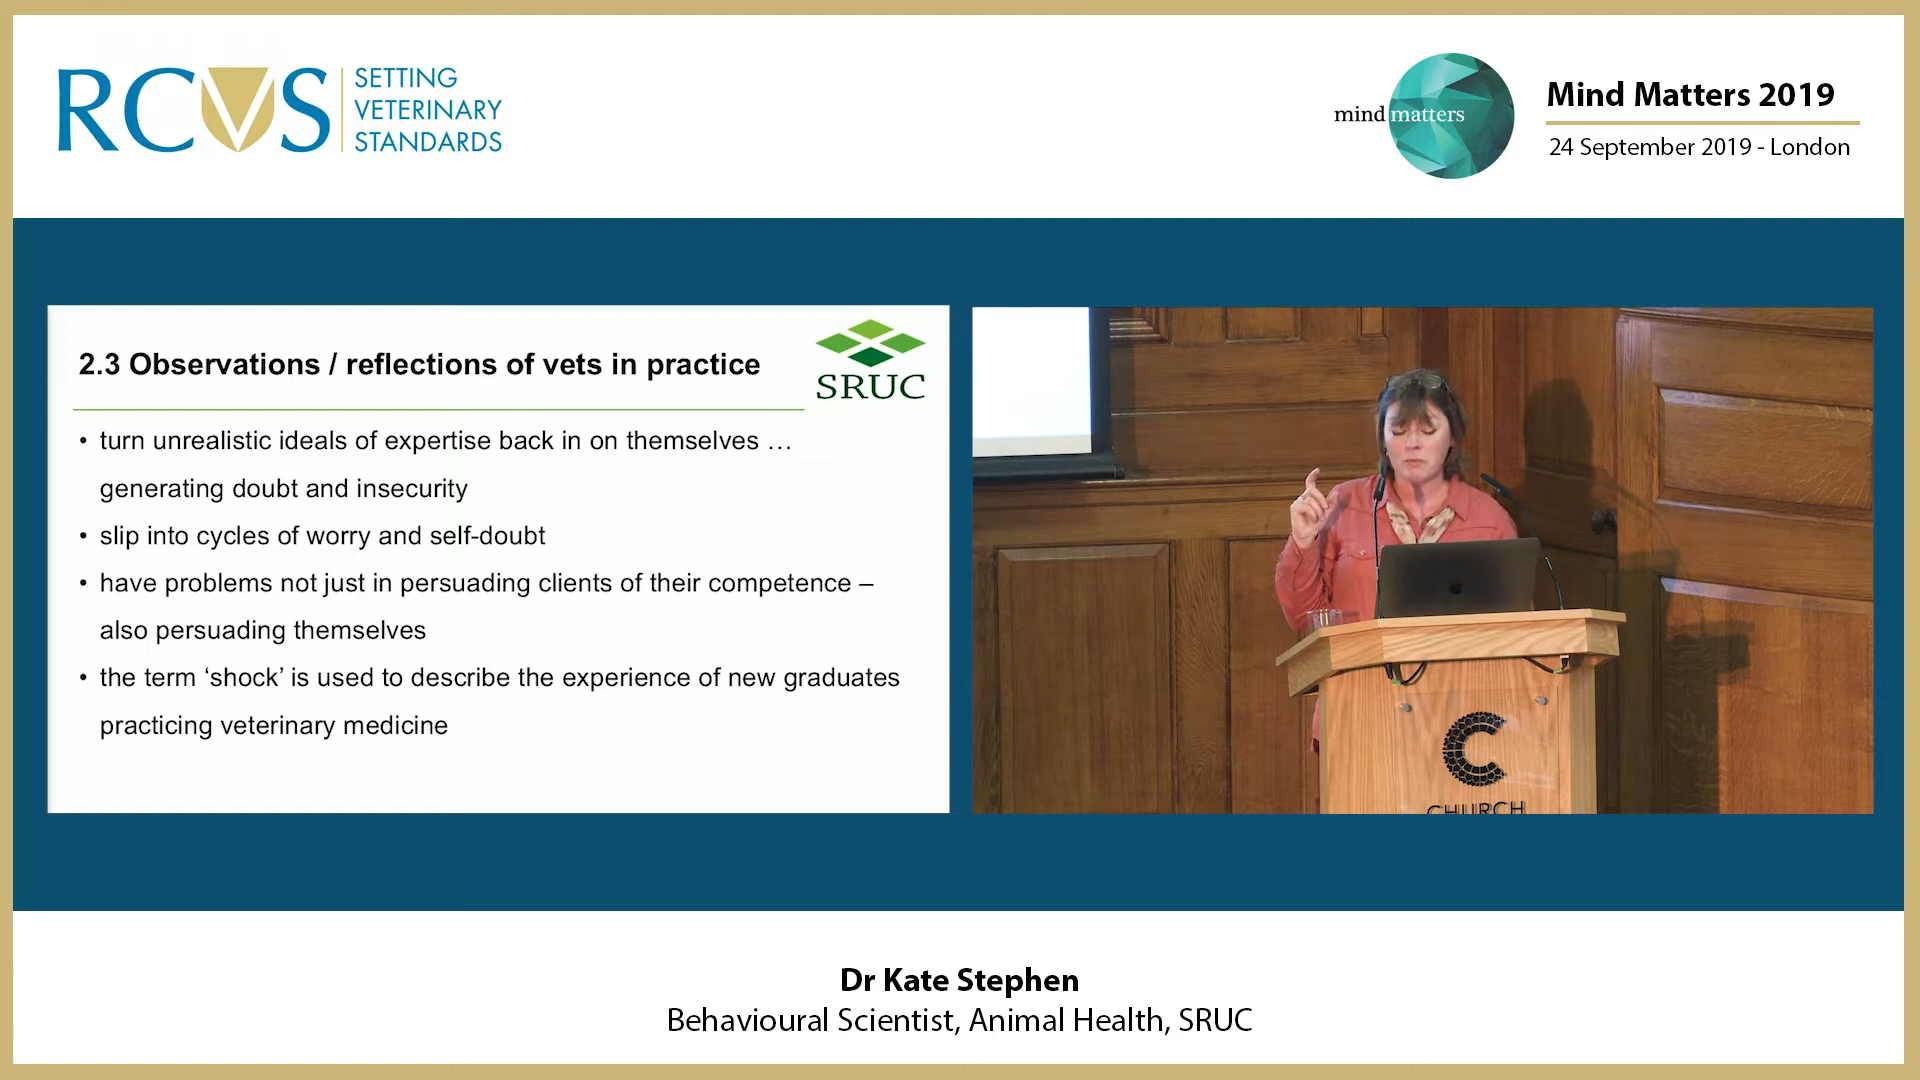 RCVS
SETTING
VETERINARY
STANDARDS
mind matters
Mind Matters 2019
24 September 2019 - London
2.3 Observations / reflections of vets in practice
SRUC
• turn unrealistic ideals of expertise back in on themselves …
generating doubt and insecurity
• slip into cycles of worry and self-doubt
• have problems not just in persuading clients of their competence –
also persuading themselves
• the term ‘shock’ is used to describe the experience of new graduates
practicing veterinary medicine
C
CHURCH
Dr Kate Stephen
Behavioural Scientist, Animal Health, SRUC